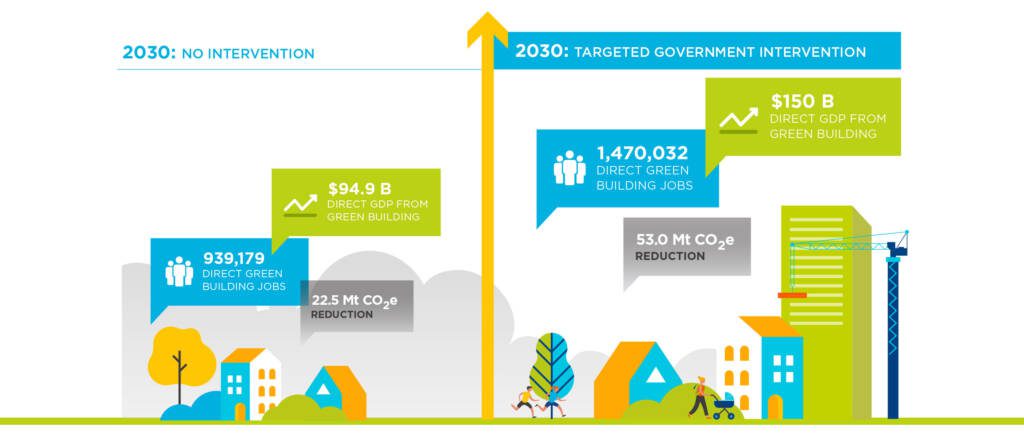 2030: NO INTERVENTION
$94.9 B
DIRECT GDP FROM
GREEN BUILDING
939,179
DIRECT GREEN
BUILDING JOBS
22.5 Mt CO₂e
REDUCTION
2030: TARGETED GOVERNMENT INTERVENTION
$150 B
DIRECT GDP FROM
GREEN BUILDING
1,470,032
DIRECT GREEN
BUILDING JOBS
53.0 Mt CO₂e
REDUCTION